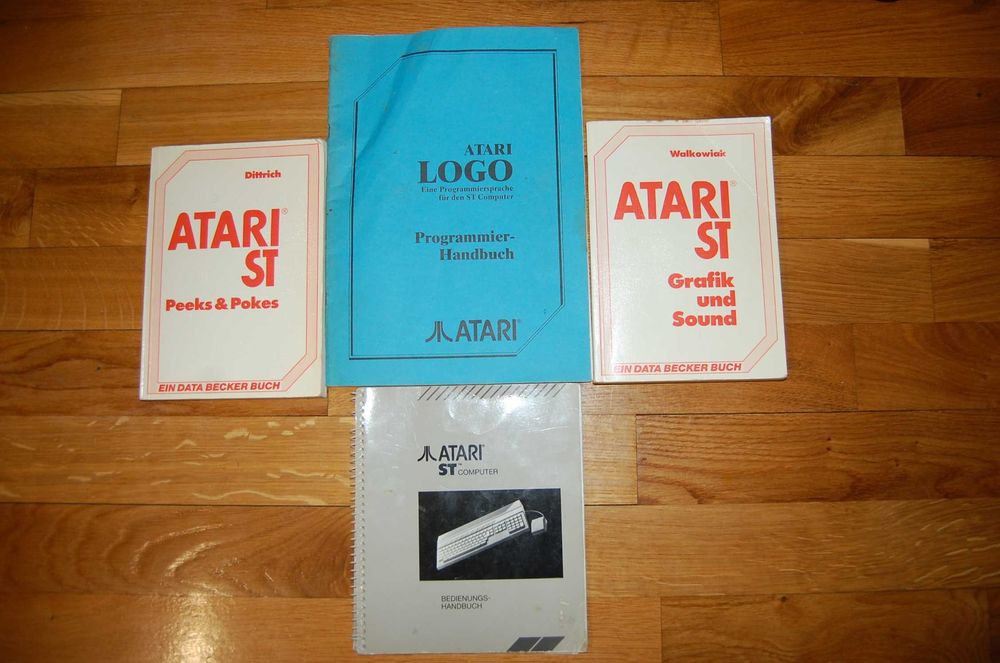 Dittrich
ATARI®
ST
Peeks & Pokes
EIN DATA BECKER BUCH
ATARI
LOGO
Eine Programmiersprache
für den ST Computer
Programmier-
Handbuch
ATARI®
Walkowiak
ATARI®
ST
Grafik
und
Sound
EIN DATA BECKER BUCH
ATARI®
ST™ COMPUTER
BEDIENUNGS-
HANDBUCH